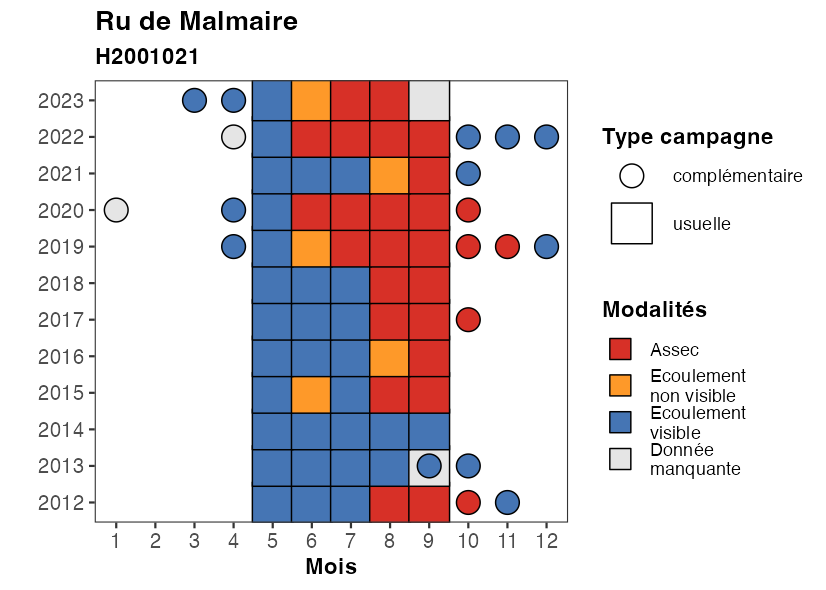 Ru de Malmaire
H2001021
2023
2022
2021
2020
2019
2018
2017
2016
2015
2014
2013
2012
1 2 3 4 5 6 7 8 9 10 11 12
Mois
Type campagne
complémentaire
usuelle
Modalités
Assec
Ecoulement
non visible
Ecoulement
visible
Donnée
manquante